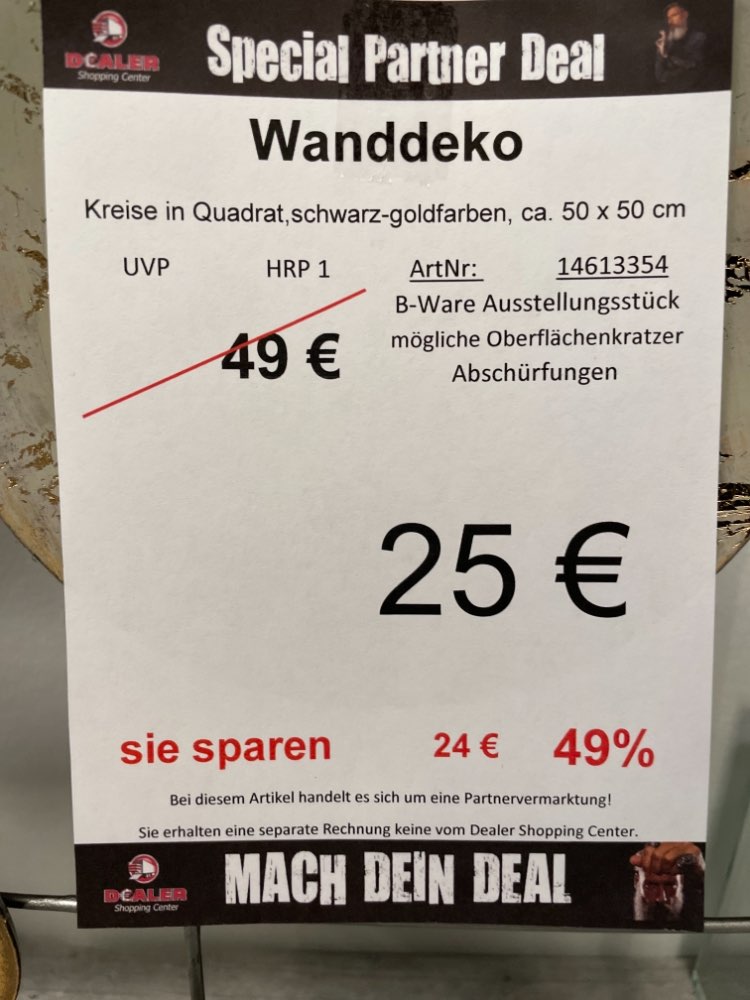 DEALER
Shopping Center
Special Partner Deal
Wanddeko
Kreise in Quadrat,schwarz-goldfarben, ca. 50 x 50 cm
UVP HRP 1 ArtNr: 14613354
B-Ware Ausstellungsstück
49 € mögliche Oberflächenkratzer
Abschürfungen
25 €
sie sparen 24 € 49%
Bei diesem Artikel handelt es sich um eine Partnervermarktung!
Sie erhalten eine separate Rechnung keine vom Dealer Shopping Center.
DEALER
Shopping Center
MACH DEIN DEAL